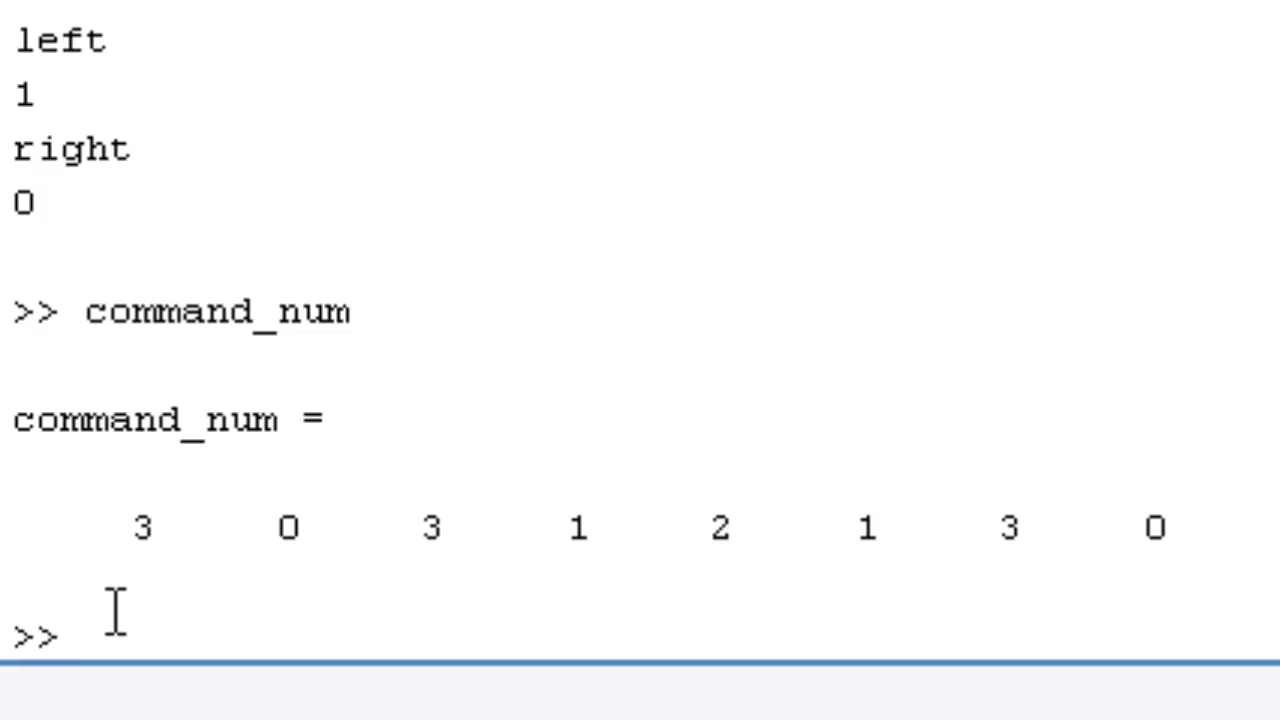 left
1
right
0
>> command_num
command_num =
3 0 3 1 2 1 3 0
>>